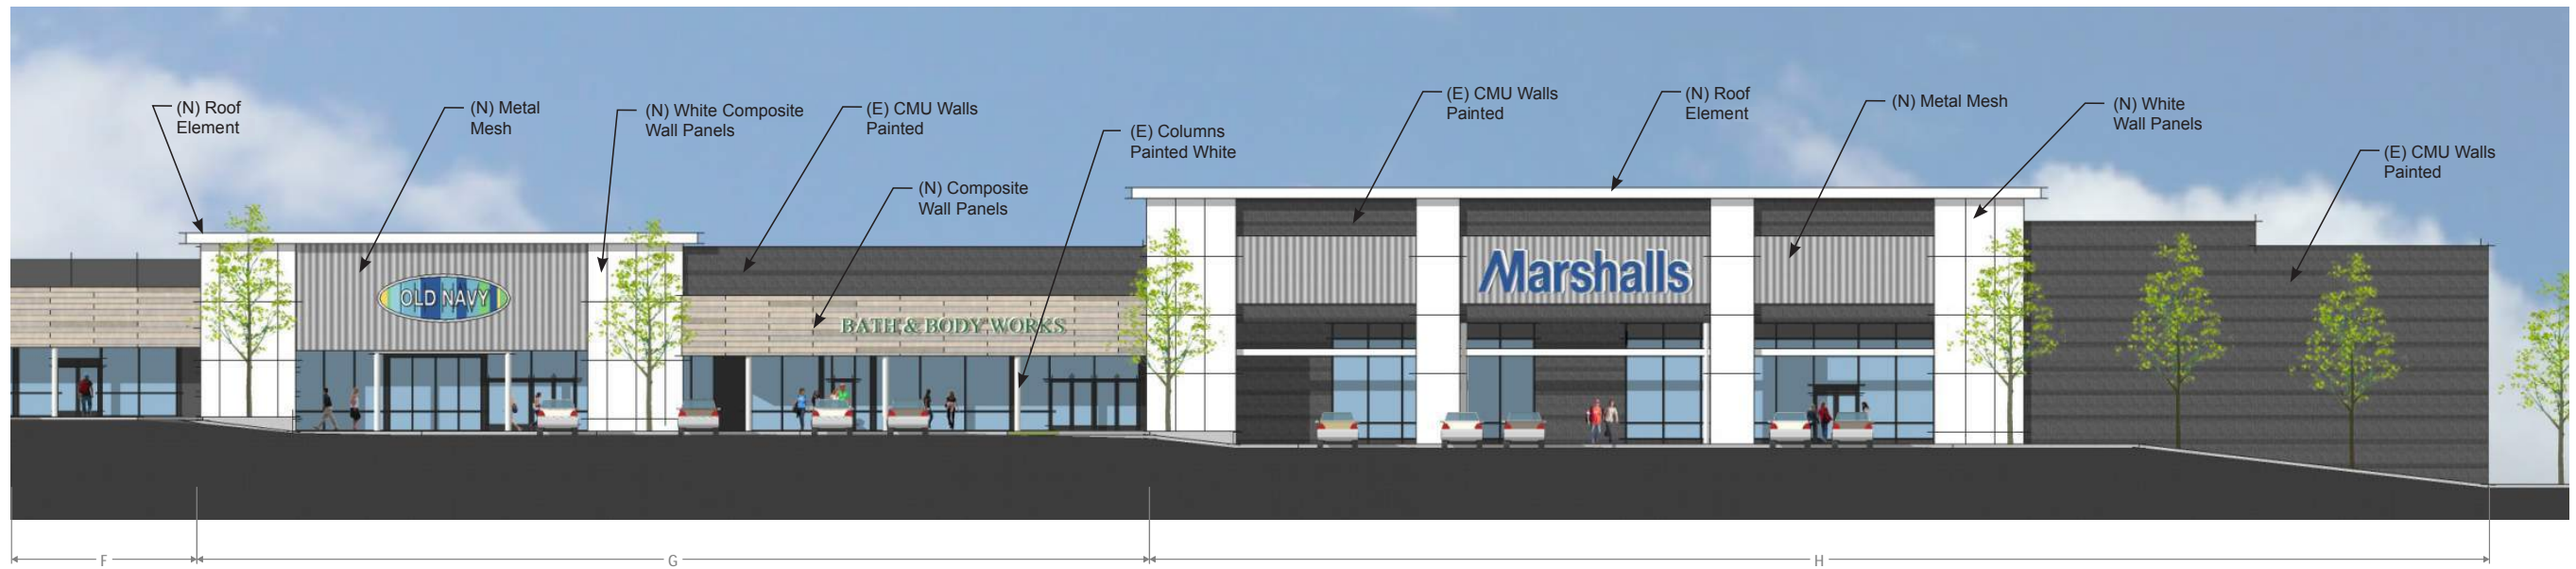 (N) Roof
Element
(N) Metal
Mesh
(N) White Composite
Wall Panels
(E) CMU Walls
Painted
(N) Composite
Wall Panels
(E) Columns
Painted White
(E) CMU Walls
Painted
(N) Roof
Element
(N) Metal Mesh
(N) White
Wall Panels
(E) CMU Walls
Painted
OLD NAVY
BATH & BODY WORKS
Marshalls
F
G
H